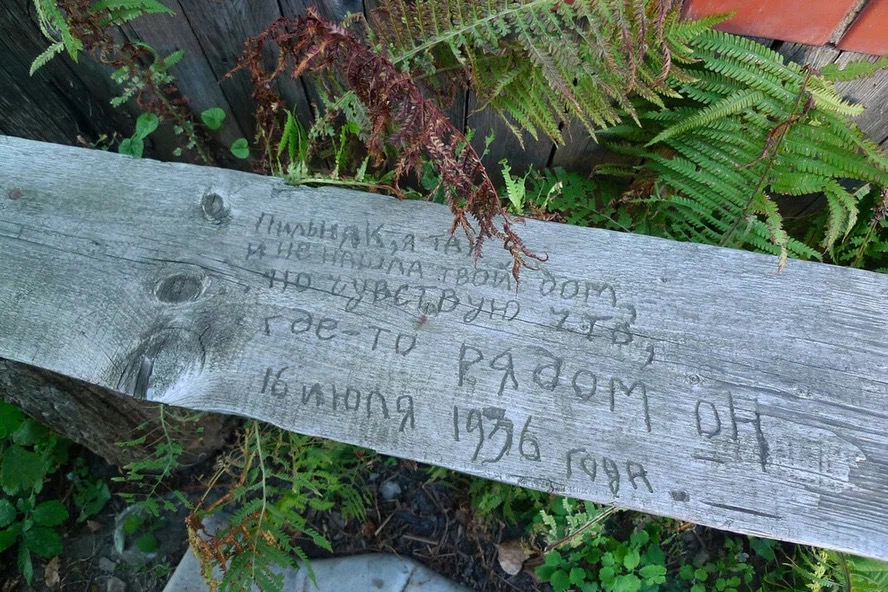 Пильняк, я так
и не нашла твой дом,
но чувствую что,
где-то рядом он
16 июля 1936 года